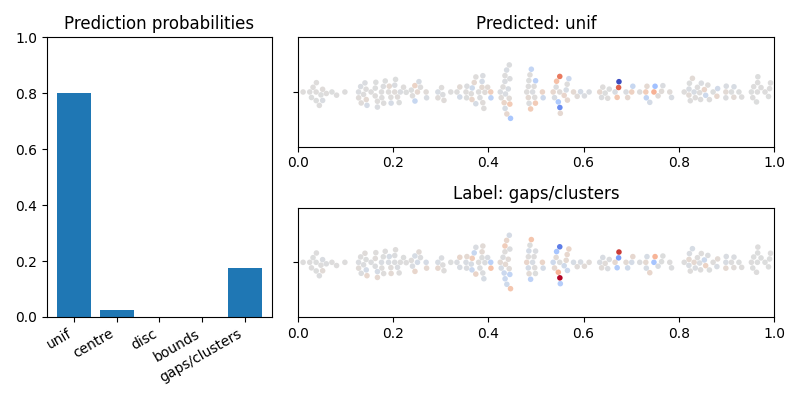 Prediction probabilities
1.0
0.8
0.6
0.4
0.2
0.0
unif
centre
disc
bounds
gaps/clusters
Predicted: unif
0.0 0.2 0.4 0.6 0.8 1.0
Label: gaps/clusters
0.0 0.2 0.4 0.6 0.8 1.0